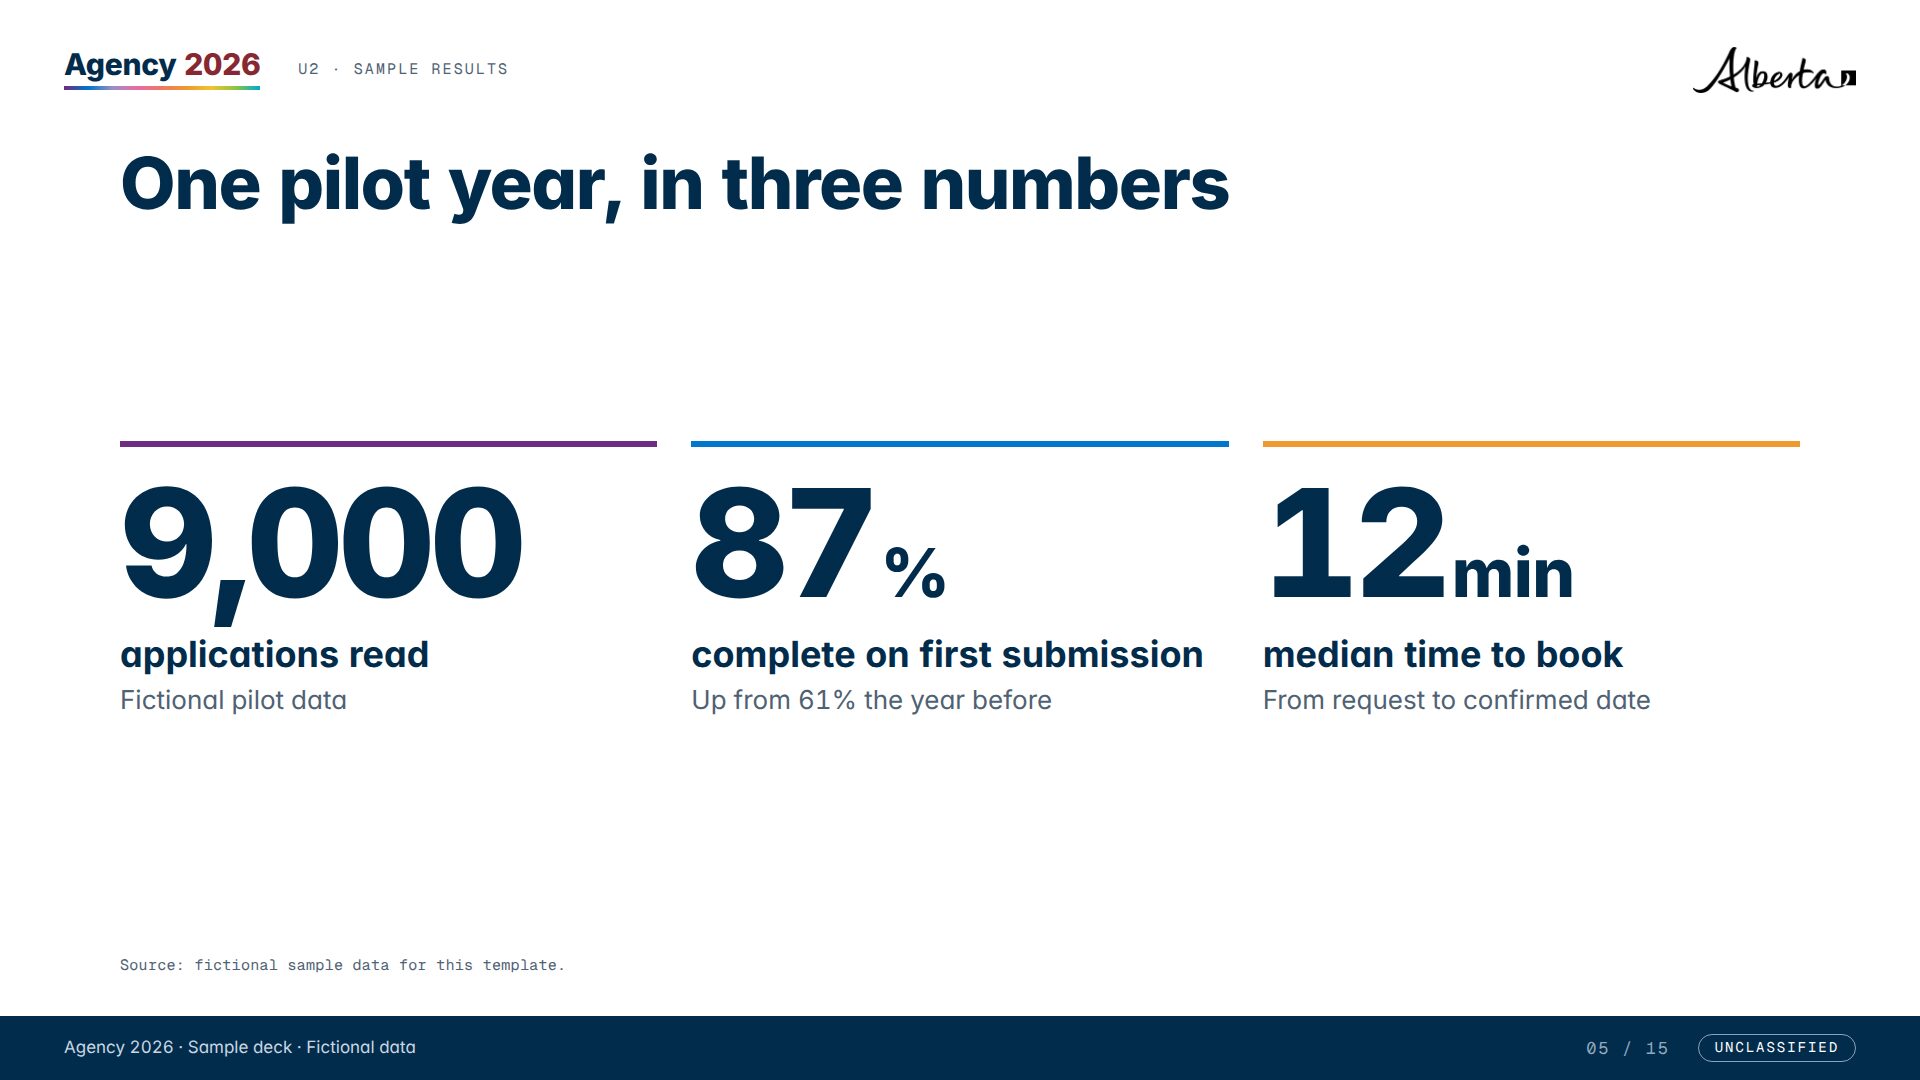 Agency 2026
U2 · SAMPLE RESULTS
Alberta
One pilot year, in three numbers
9,000
applications read
Fictional pilot data
87%
complete on first submission
Up from 61% the year before
12min
median time to book
From request to confirmed date
Source: fictional sample data for this template.
Agency 2026 · Sample deck · Fictional data
05 / 15
UNCLASSIFIED